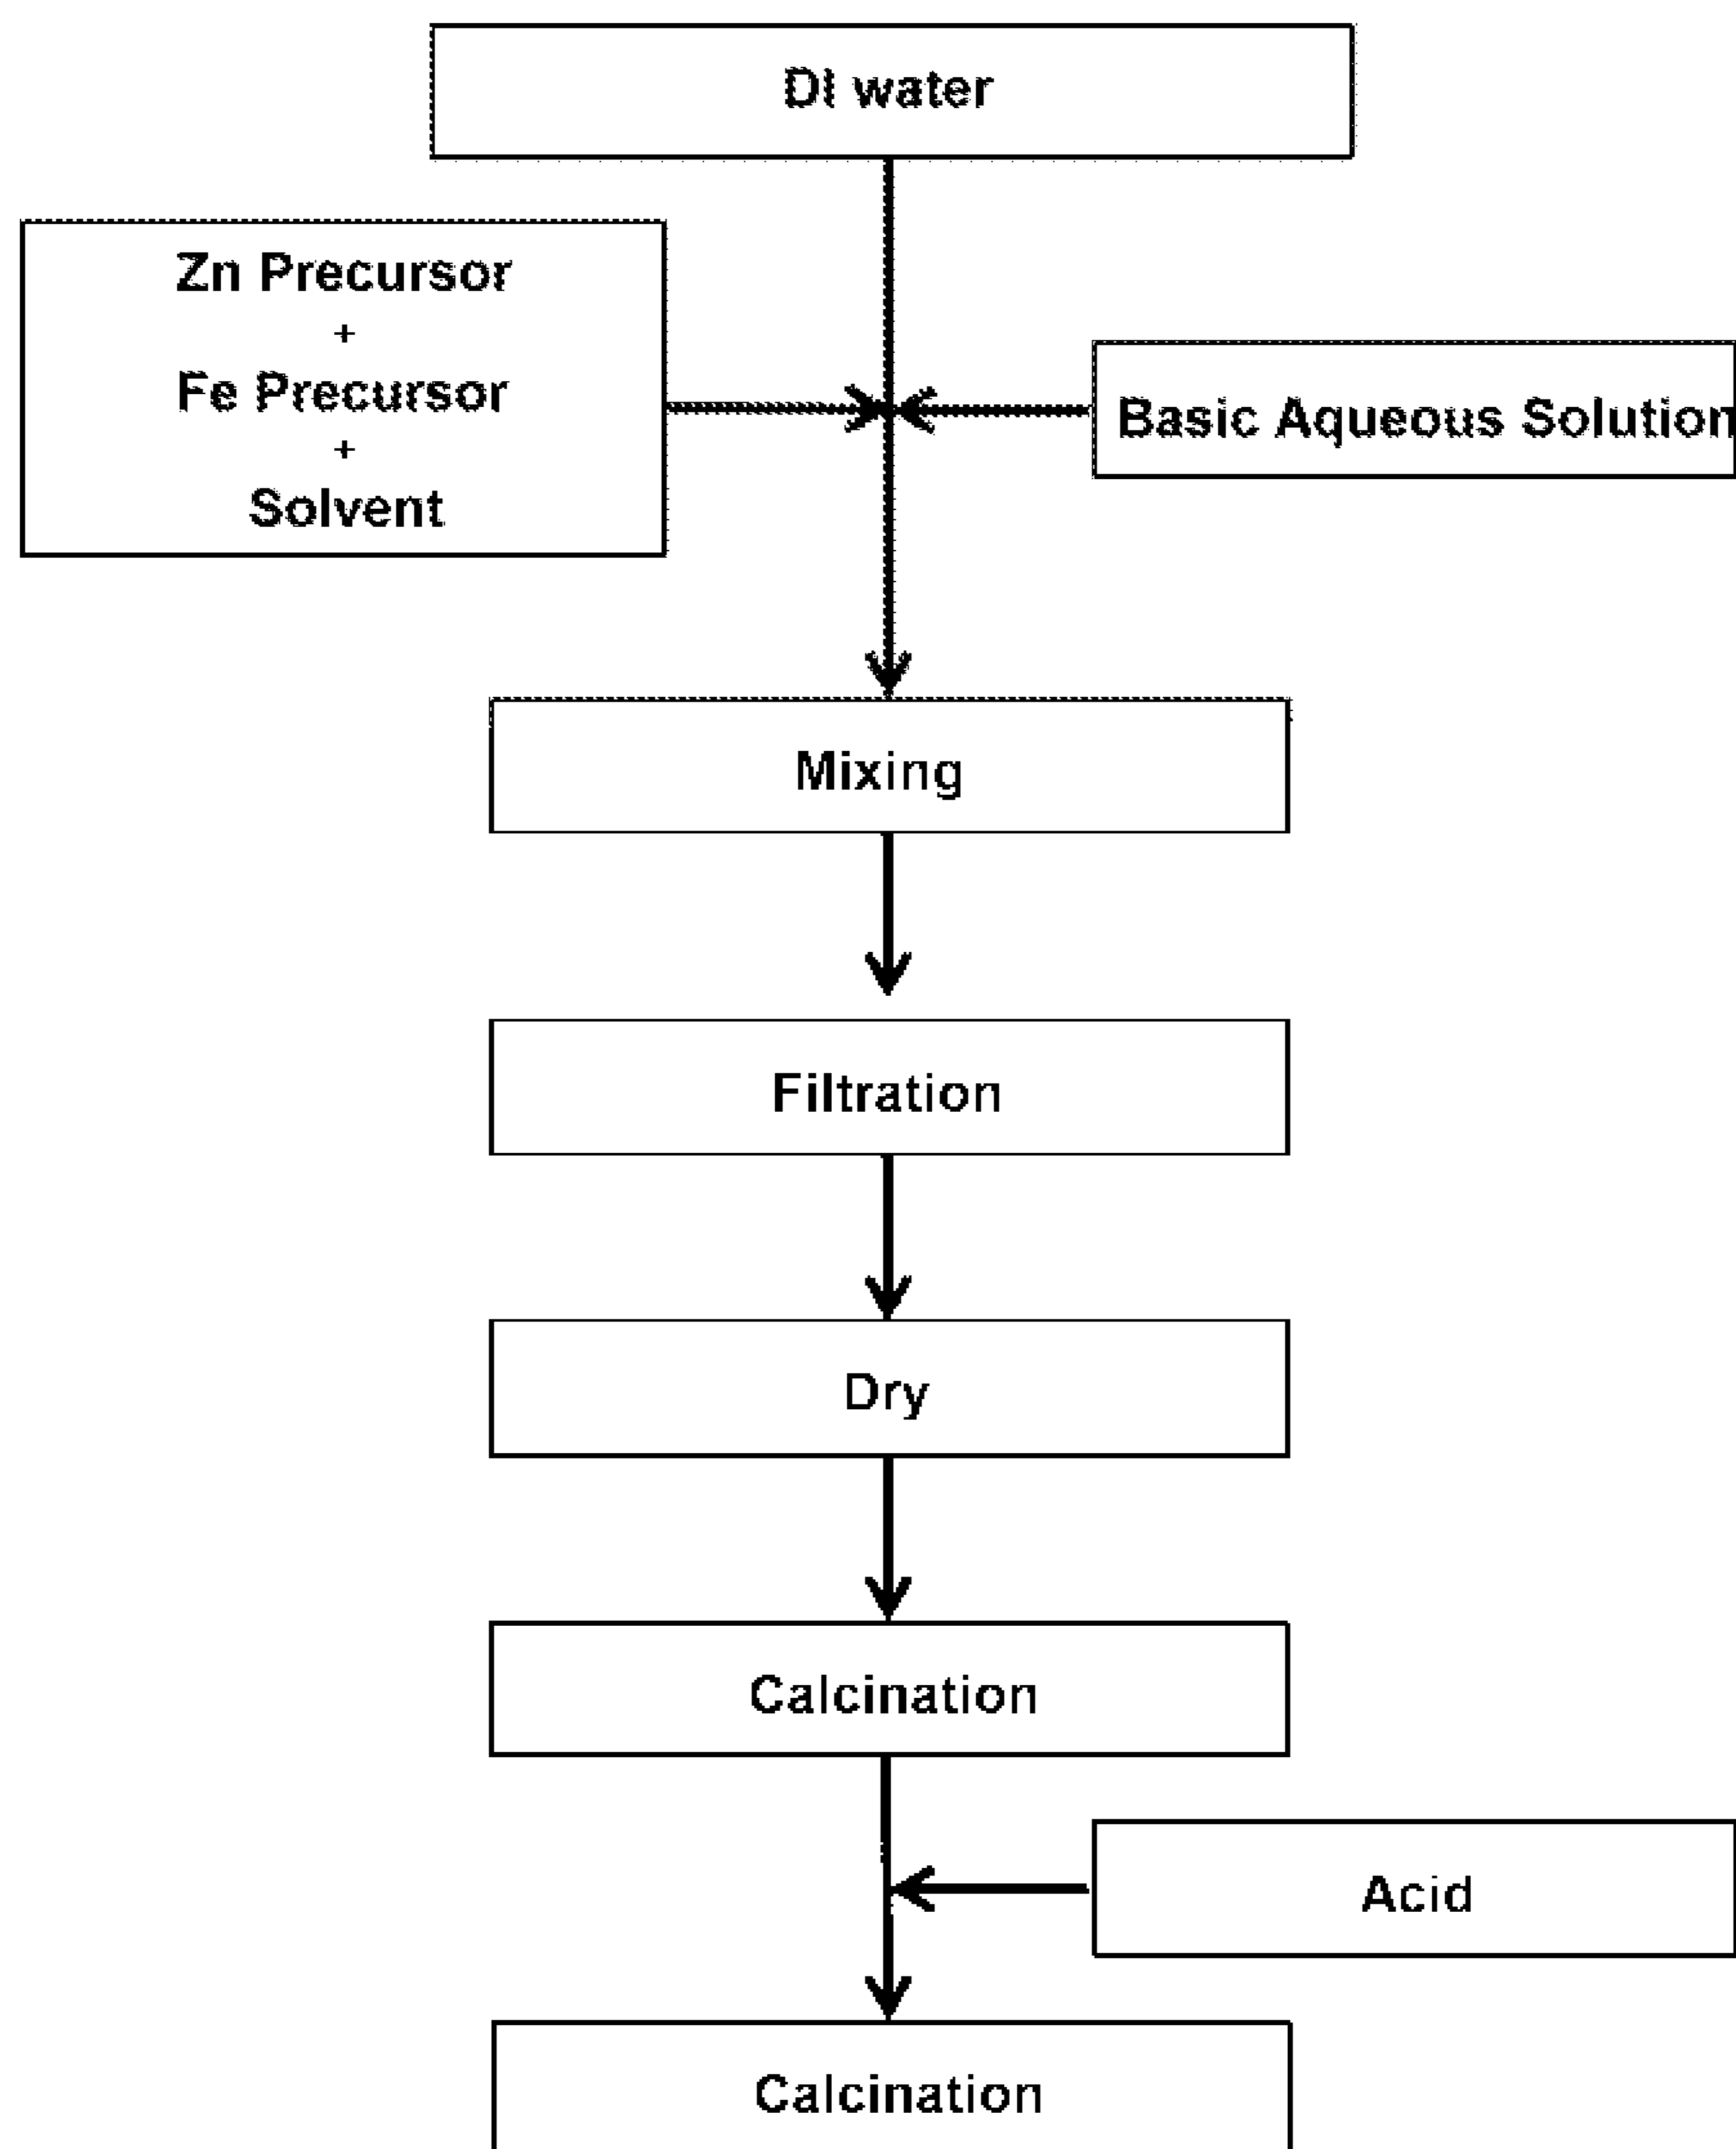 DI water
Zn Precursor
+
Fe Precursor
+
Solvent
Basic Aqueous Solution
Mixing
Filtration
Dry
Calcination
Acid
Calcination